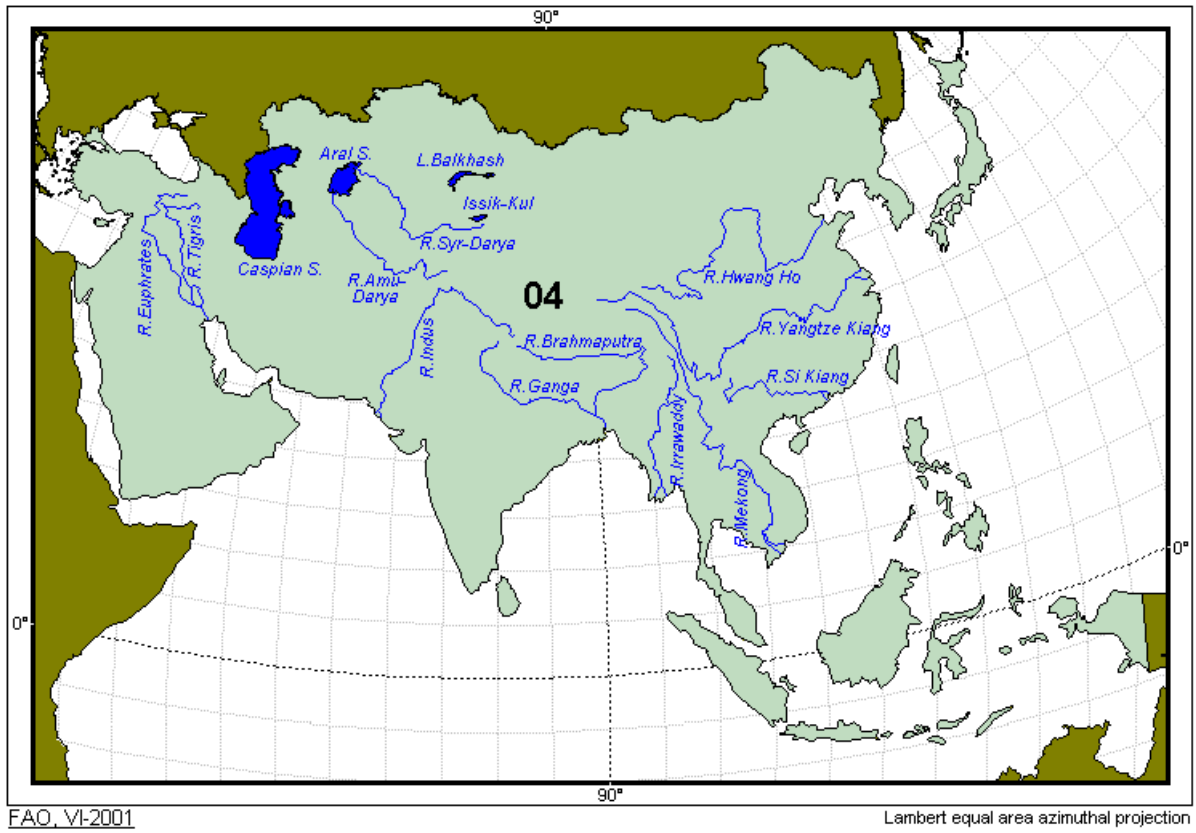 90°
Aral S.
L.Balkhash
Issik-Kul
R.Tigris
R.Euphrates
R.Syr-Darya
Caspian S.
R.Amu-
Darya
R.Hwang Ho
04
R.Indus
R.Yangtze Kiang
R.Brahmaputra
R.Ganga
R.Si Kiang
R.Irrawaddy
R.Mekong
0°
0°
90°
FAO, VI-2001
Lambert equal area azimuthal projection